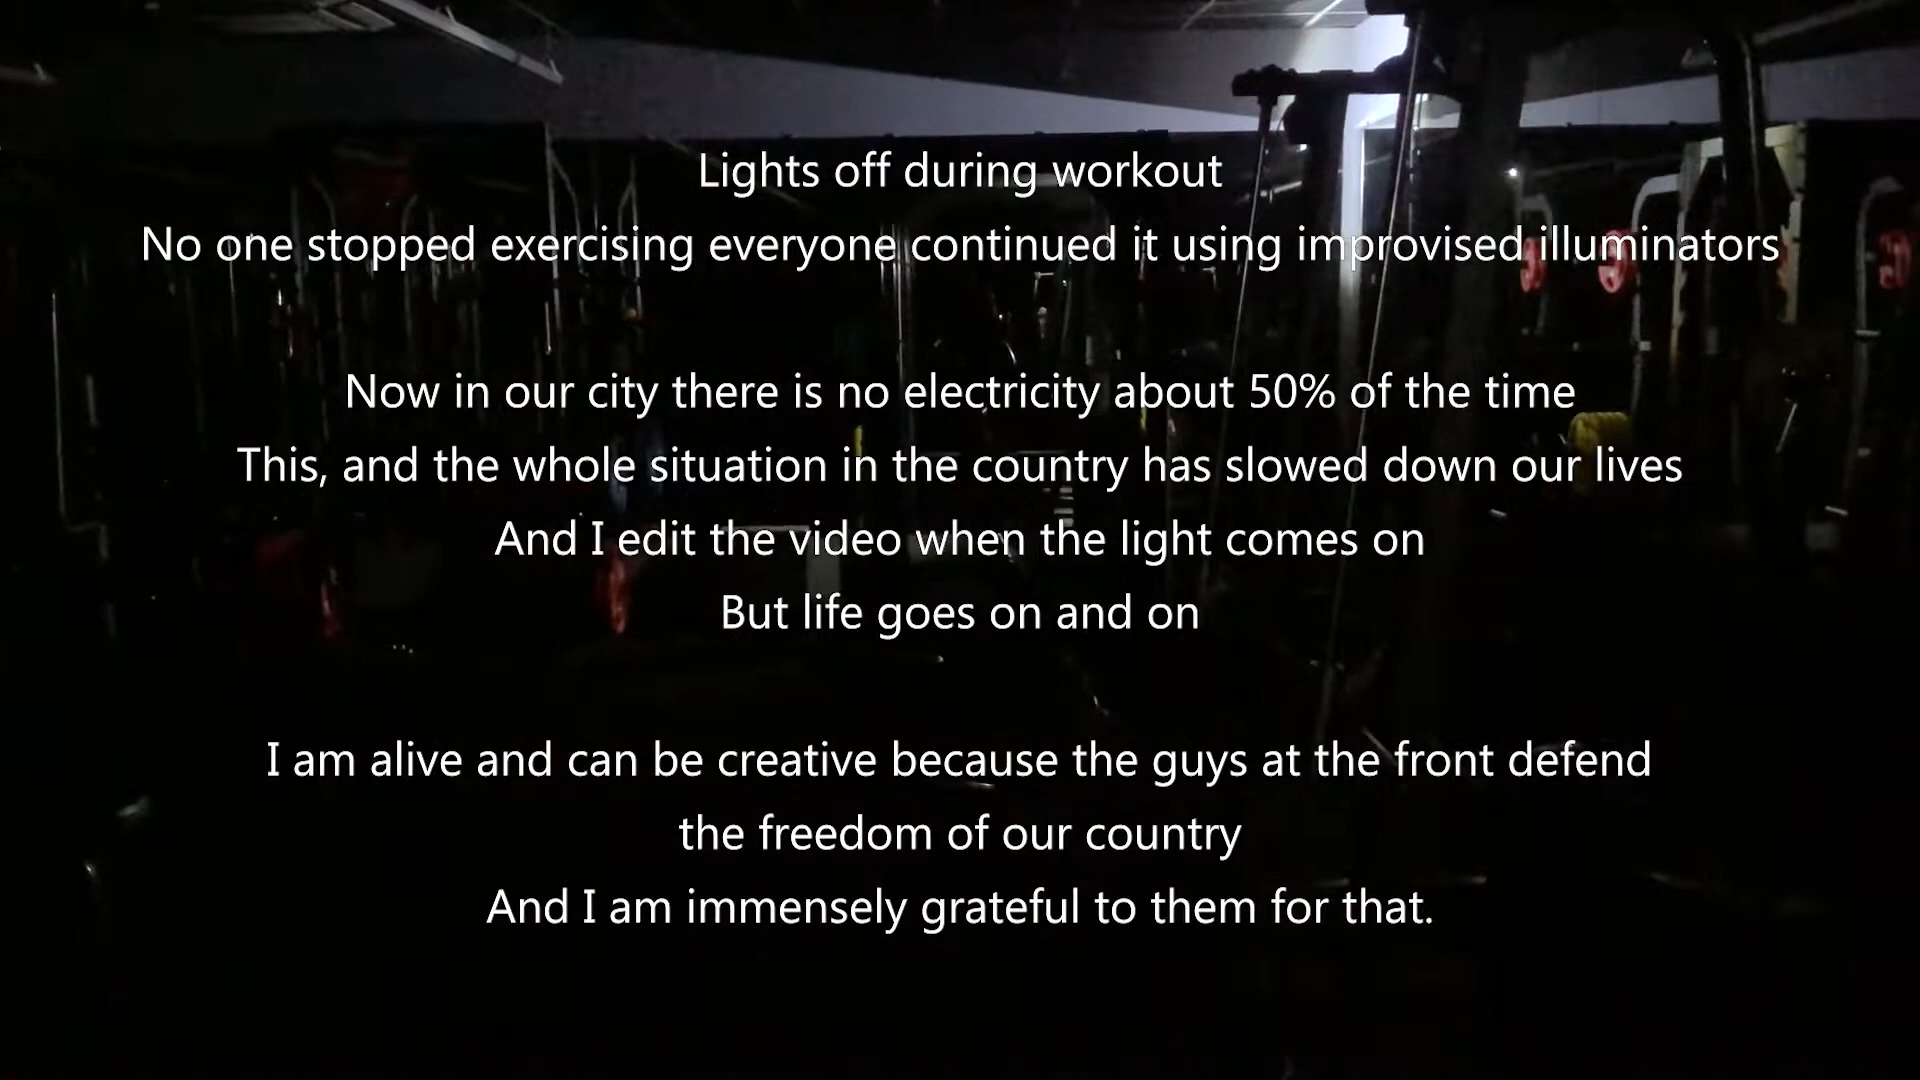 Lights off during workout
No one stopped exercising everyone continued it using improvised illuminators
Now in our city there is no electricity about 50% of the time
This, and the whole situation in the country has slowed down our lives
And I edit the video when the light comes on
But life goes on and on
I am alive and can be creative because the guys at the front defend
the freedom of our country
And I am immensely grateful to them for that.